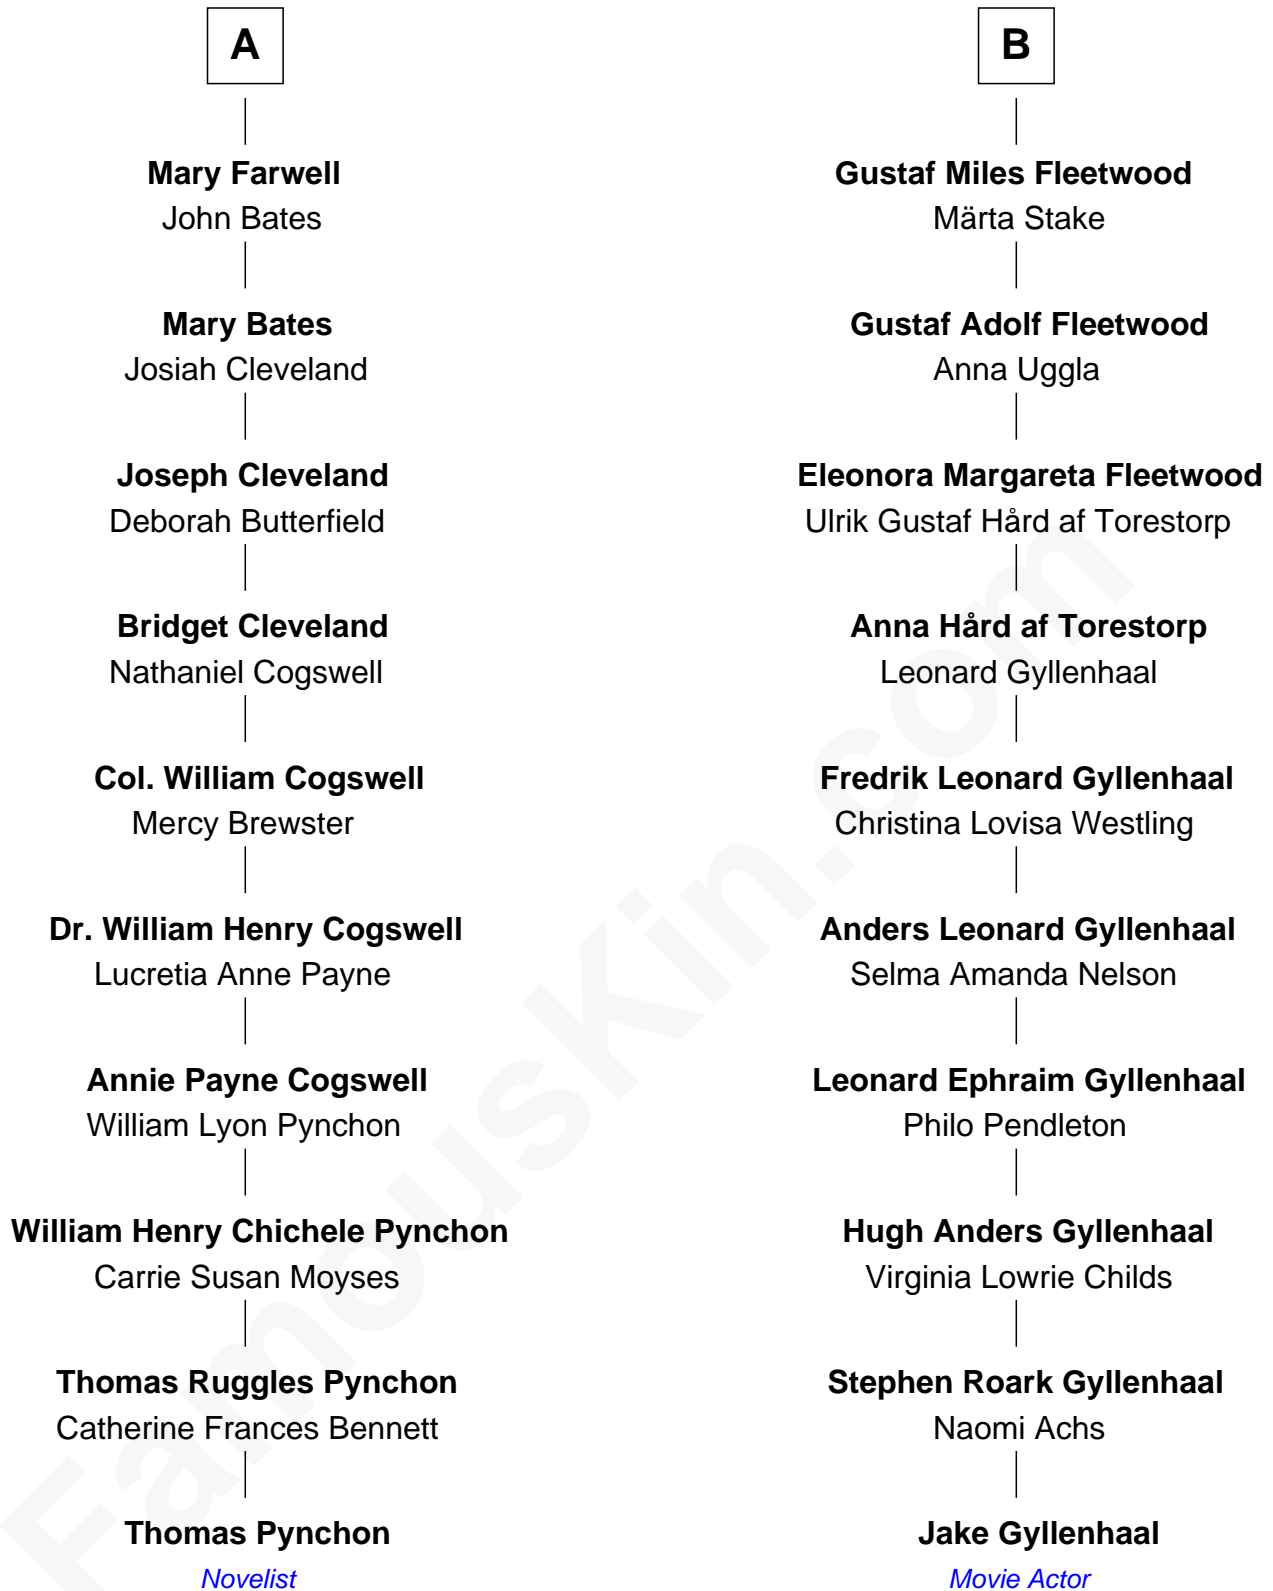 A
Mary Farwell
John Bates
Mary Bates
Josiah Cleveland
Joseph Cleveland
Deborah Butterfield
Bridget Cleveland
Nathaniel Cogswell
Col. William Cogswell
Mercy Brewster
Dr. William Henry Cogswell
Lucretia Anne Payne
Annie Payne Cogswell
William Lyon Pynchon
William Henry Chichele Pynchon
Carrie Susan Moyses
Thomas Ruggles Pynchon
Catherine Frances Bennett
Thomas Pynchon
Novelist
B
Gustaf Miles Fleetwood
Märta Stake
Gustaf Adolf Fleetwood
Anna Uggla
Eleonora Margareta Fleetwood
Ulrik Gustaf Hård af Torestorp
Anna Hård af Torestorp
Leonard Gyllenhaal
Fredrik Leonard Gyllenhaal
Christina Lovisa Westling
Anders Leonard Gyllenhaal
Selma Amanda Nelson
Leonard Ephraim Gyllenhaal
Philo Pendleton
Hugh Anders Gyllenhaal
Virginia Lowrie Childs
Stephen Roark Gyllenhaal
Naomi Achs
Jake Gyllenhaal
Movie Actor
FamousKin.com